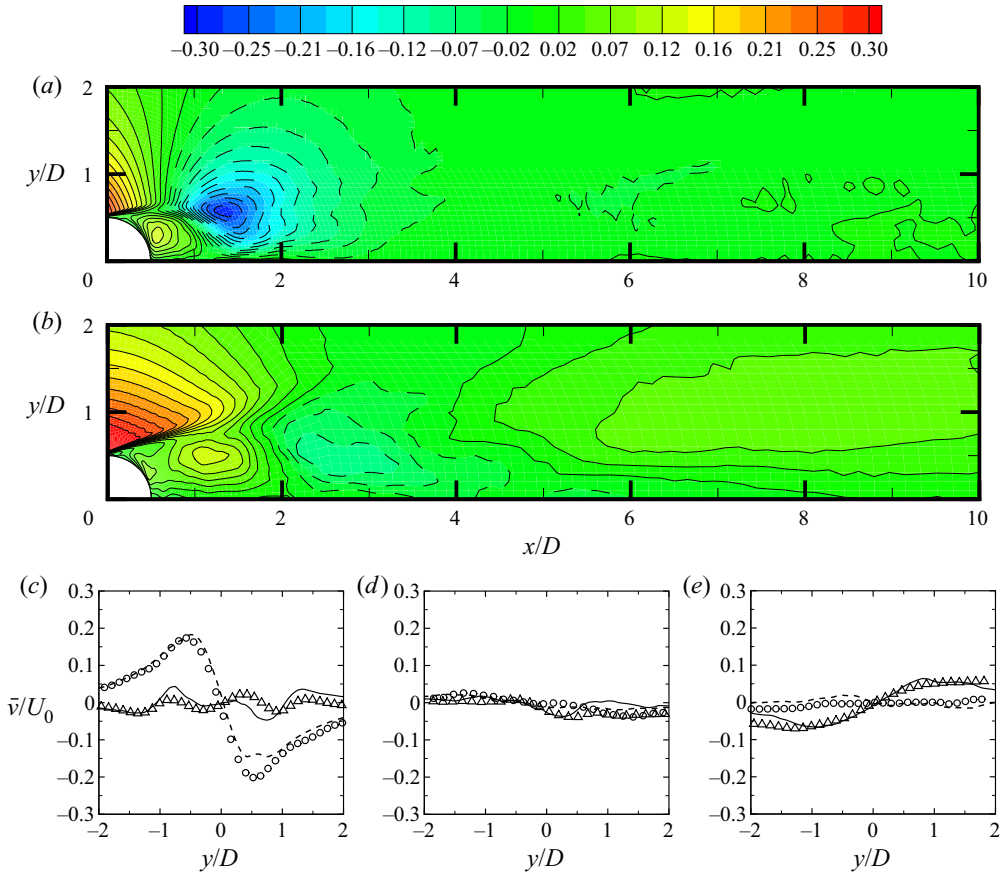 −0.30 −0.25 −0.21 −0.16 −0.12 −0.07 −0.02 0.02 0.07 0.12 0.16 0.21 0.25 0.30
(a)
2
y/D 1
0 2 4 6 8 10
(b)
2
y/D 1
0 2 4 6 8 10
x/D
(c) (d) (e)
0.3 0.3 0.3
0.2 0.2 0.2
0.1 0.1 0.1
v̄/U₀ 0 0 0
−0.1 −0.1 −0.1
−0.2 −0.2 −0.2
−0.3 −0.3 −0.3
−2 −1 0 1 2 −2 −1 0 1 2 −2 −1 0 1 2
y/D y/D y/D